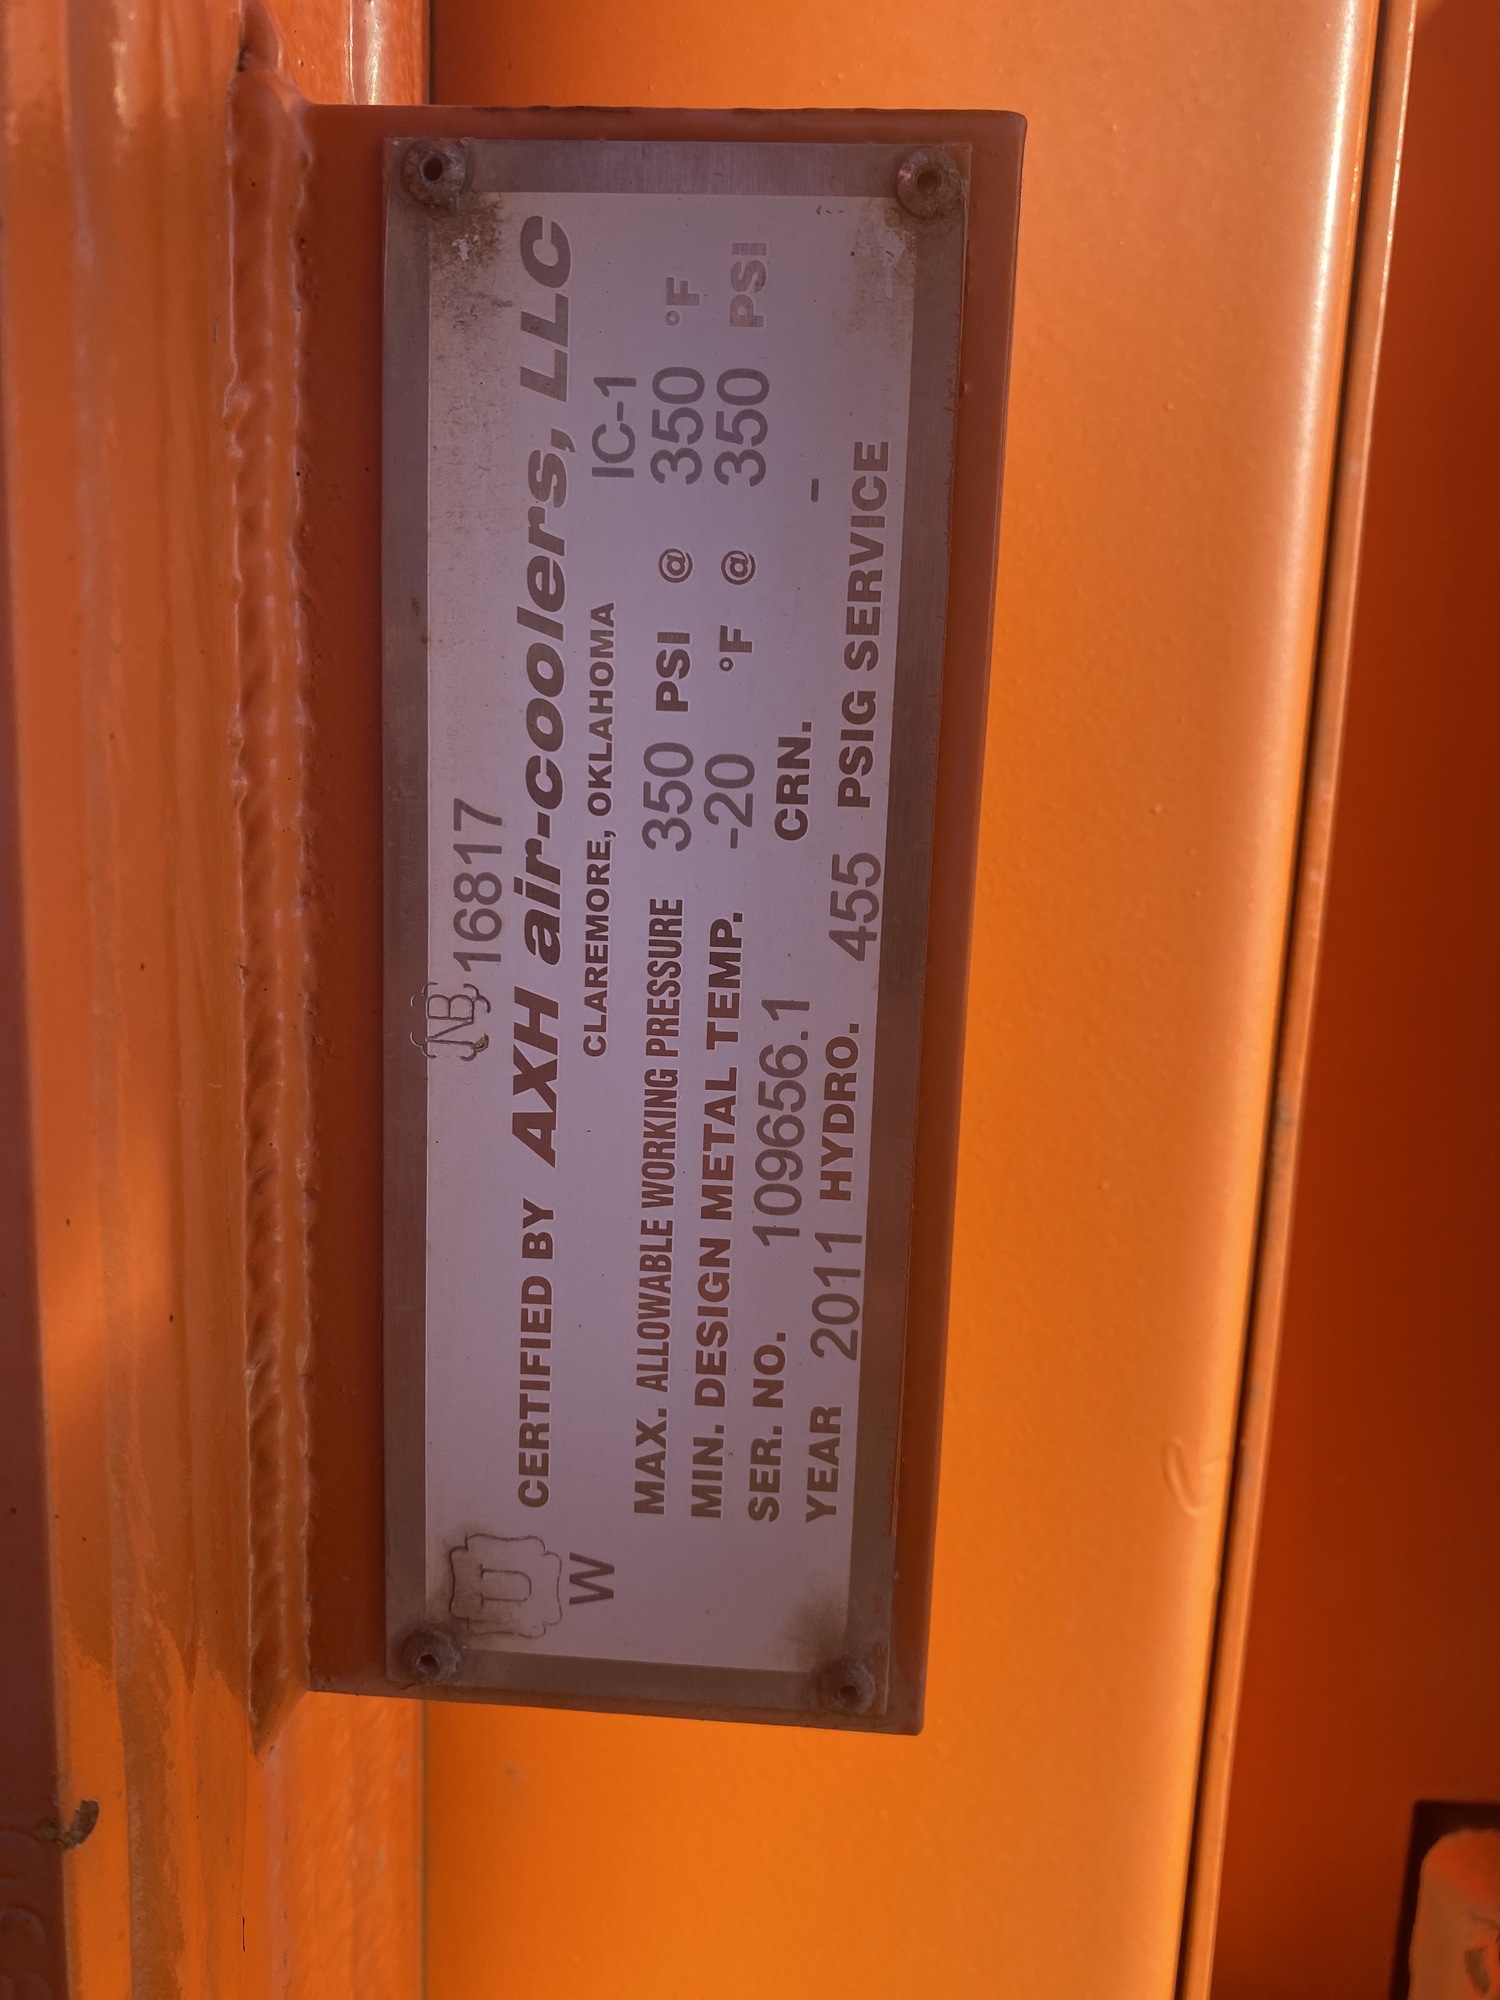 NB 16817
U
W
CERTIFIED BY AXH air-coolers, LLC
CLAREMORE, OKLAHOMA IC-1
MAX. ALLOWABLE WORKING PRESSURE 350 PSI @ 350 °F
MIN. DESIGN METAL TEMP. -20 °F @ 350 PSI
SER. NO. 109656.1 CRN. -
YEAR 2011 HYDRO. 455 PSIG SERVICE